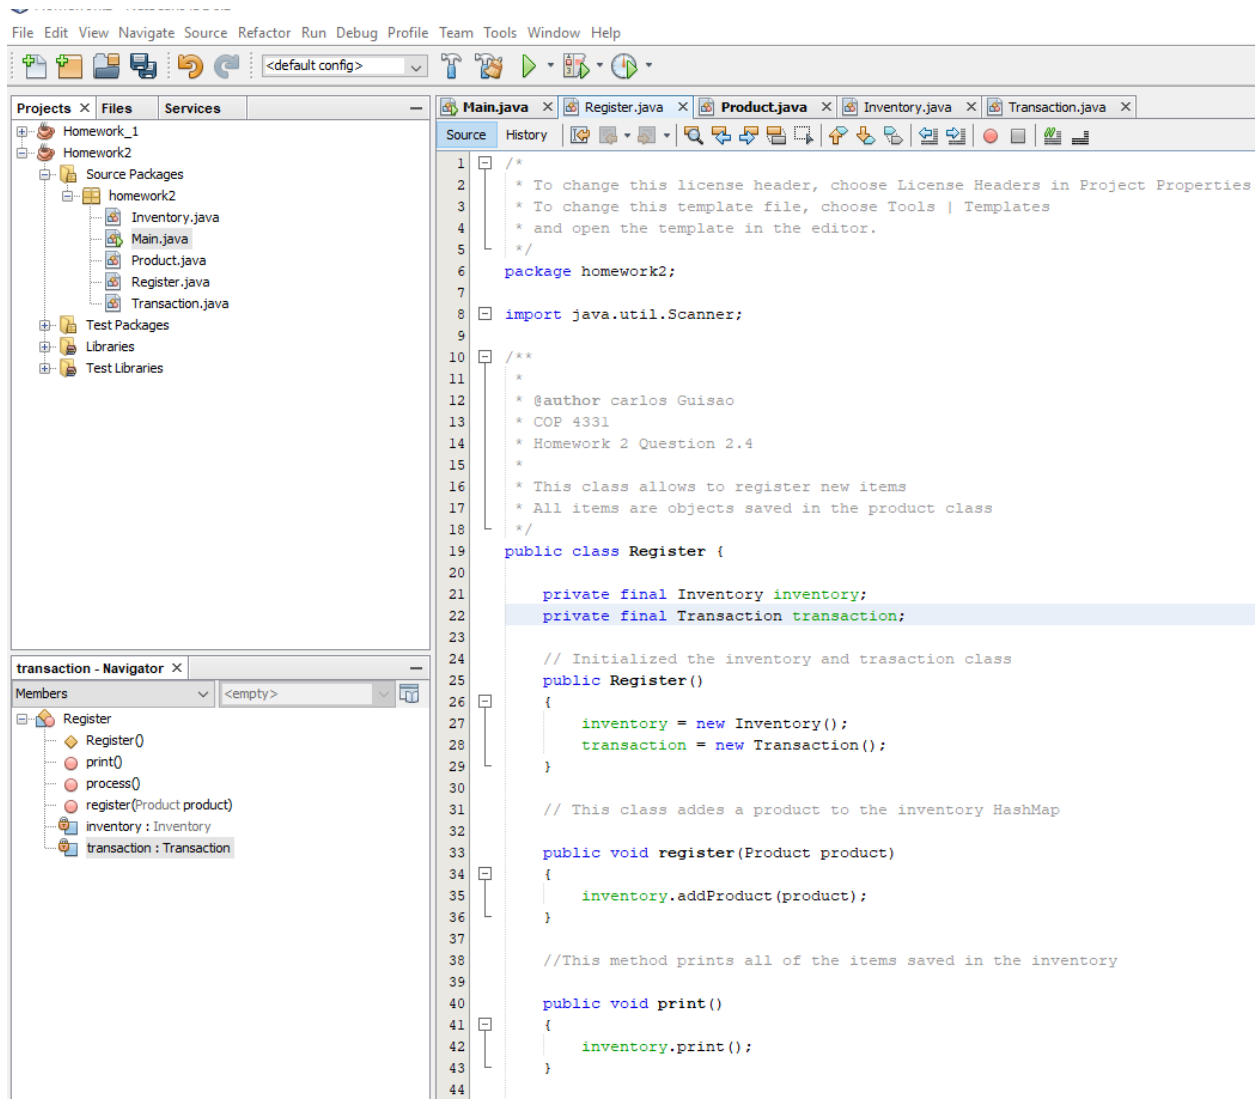 File Edit View Navigate Source Refactor Run Debug Profile Team Tools Window Help
<default config>
Projects Files Services
Homework_1
Homework2
Source Packages
homework2
Inventory.java
Main.java
Product.java
Register.java
Transaction.java
Test Packages
Libraries
Test Libraries
transaction - Navigator
Members <empty>
Register
Register()
print()
process()
register(Product product)
inventory : Inventory
transaction : Transaction
Main.java Register.java Product.java Inventory.java Transaction.java
Source History
1 /*
2 * To change this license header, choose License Headers in Project Properties
3 * To change this template file, choose Tools | Templates
4 * and open the template in the editor.
5 */
6 package homework2;
7
8 import java.util.Scanner;
9
10 /**
11 *
12 * @author carlos Guisao
13 * COP 4331
14 * Homework 2 Question 2.4
15 *
16 * This class allows to register new items
17 * All items are objects saved in the product class
18 */
19 public class Register {
20
21 private final Inventory inventory;
22 private final Transaction transaction;
23
24 // Initialized the inventory and trasaction class
25 public Register()
26 {
27 inventory = new Inventory();
28 transaction = new Transaction();
29 }
30
31 // This class addes a product to the inventory HashMap
32
33 public void register(Product product)
34 {
35 inventory.addProduct(product);
36 }
37
38 //This method prints all of the items saved in the inventory
39
40 public void print()
41 {
42 inventory.print();
43 }
44